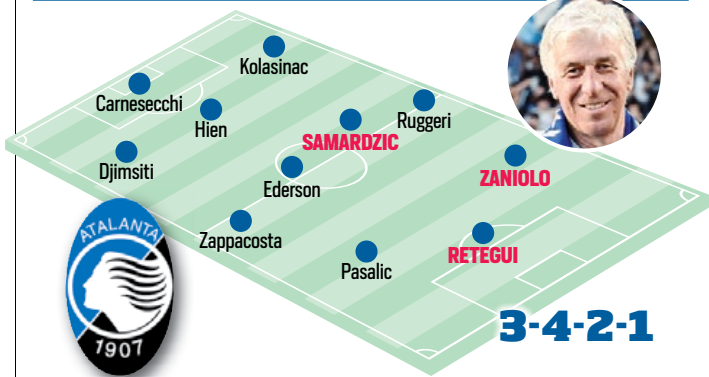 Kolasinac
Carnesecchi
Hien
Ruggeri
SAMARDZIC
Djimsiti
Ederson
ZANIOLO
Zappacosta
Pasalic
RETEGUI
ATALANTA
1907
3-4-2-1